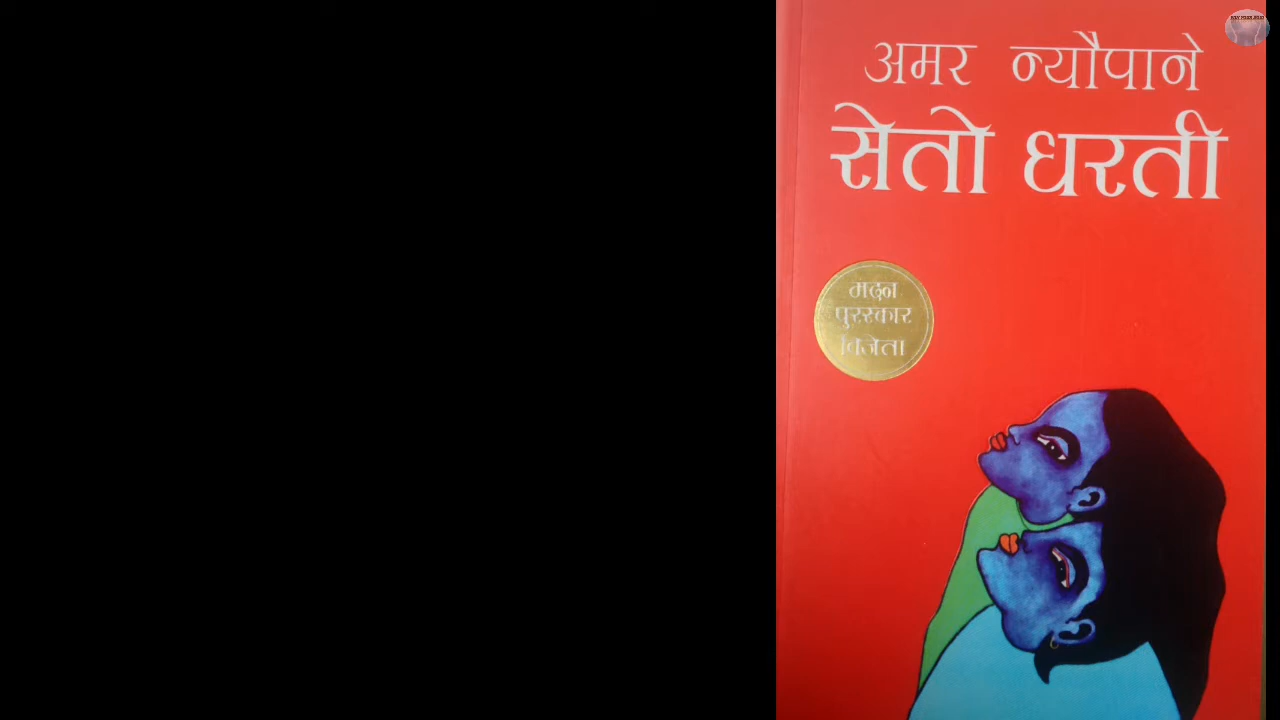 अमर न्यौपाने
सेतो धरती
मदन
पुरस्कार
विजेता